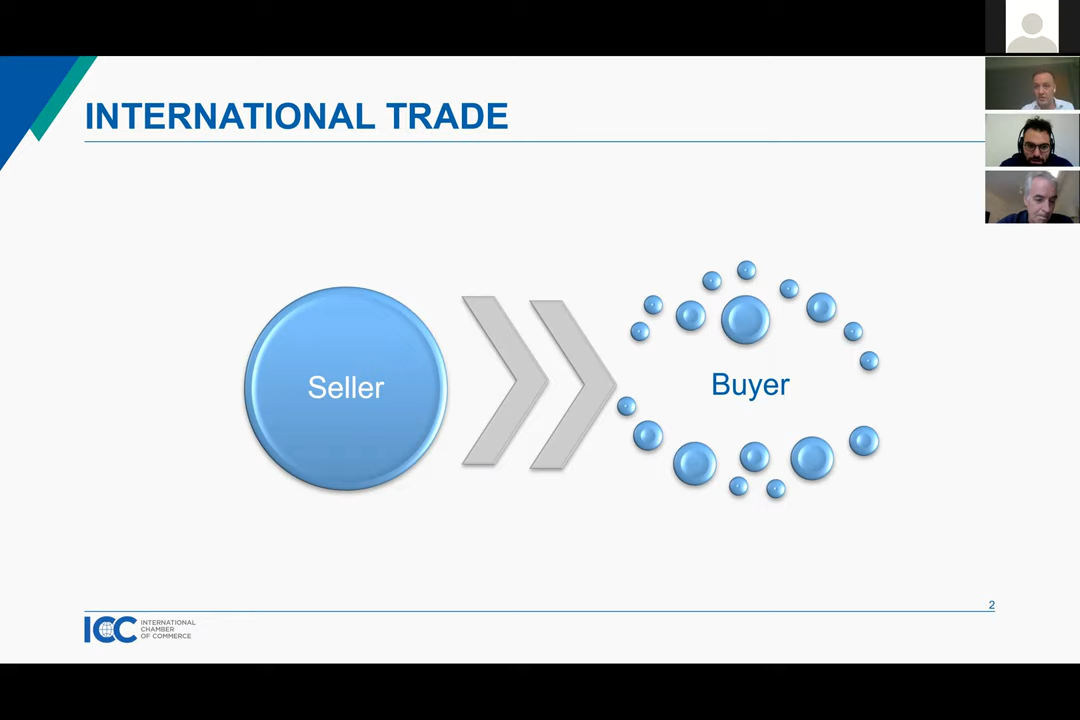 INTERNATIONAL TRADE
Seller
Buyer
2
ICC
INTERNATIONAL
CHAMBER
OF COMMERCE